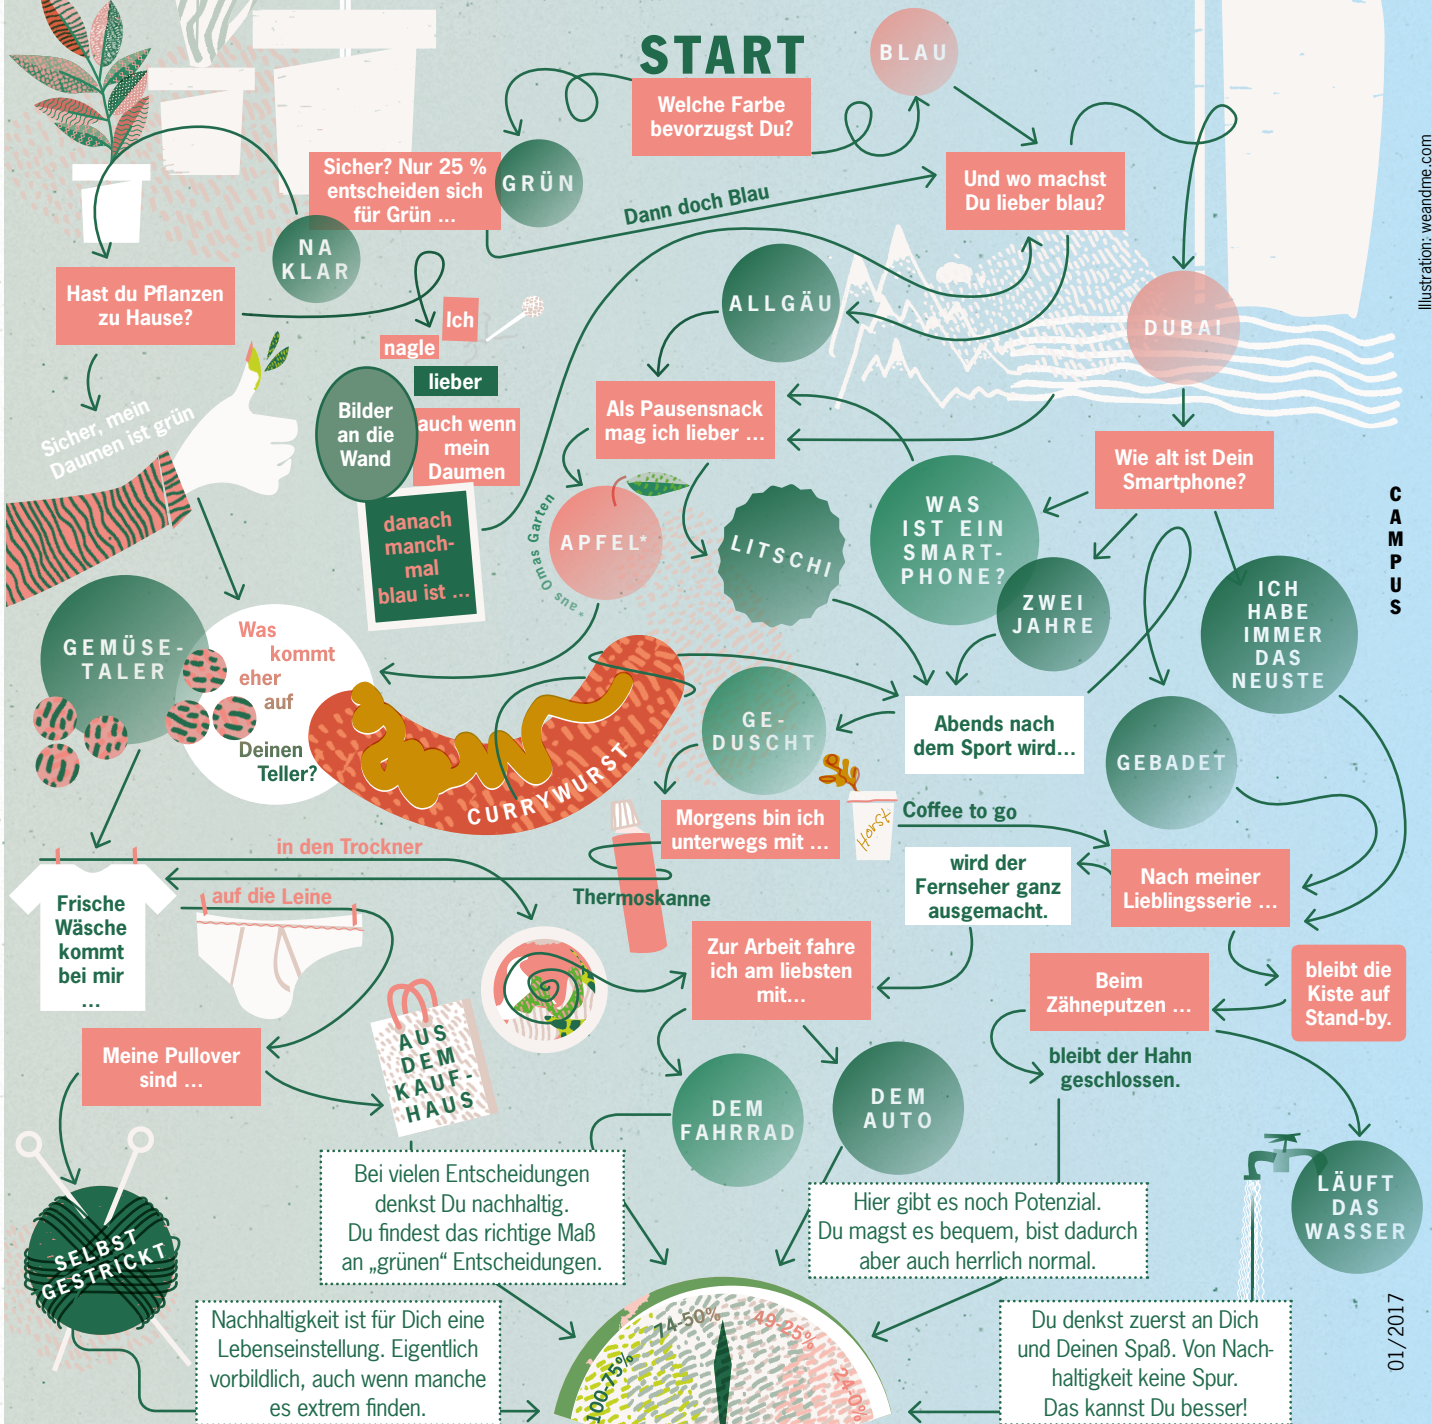 START
BLAU
Welche Farbe
bevorzugst Du?
Illustration: weandme.com
Sicher? Nur 25 %
entscheiden sich
für Grün ...
GRÜN
Dann doch Blau
Und wo machst
Du lieber blau?
NA
KLAR
Hast du Pflanzen
zu Hause?
ALLGÄU
DUBAI
Ich
nagle
lieber
Bilder
an die
Wand
auch wenn
mein
Daumen
danach
manch-
mal
blau ist ...
Sicher, mein
Daumen ist grün
Als Pausensnack
mag ich lieber ...
Wie alt ist Dein
Smartphone?
APFEL*
*aus Omas Garten
LITSCHI
WAS
IST EIN
SMART-
PHONE?
ZWEI
JAHRE
ICH
HABE
IMMER
DAS
NEUSTE
CAMPUS
GEMÜSE-
TALER
Was
kommt
eher
auf
Deinen
Teller?
CURRYWURST
GE-
DUSCHT
Abends nach
dem Sport wird...
GEBADET
Morgens bin ich
unterwegs mit ...
Horst
Coffee to go
in den Trockner
Thermoskanne
wird der
Fernseher ganz
ausgemacht.
Nach meiner
Lieblingsserie ...
Frische
Wäsche
kommt
bei mir
...
auf die Leine
Zur Arbeit fahre
ich am liebsten
mit...
Beim
Zähneputzen ...
bleibt die
Kiste auf
Stand-by.
Meine Pullover
sind ...
AUS
DEM
KAUF-
HAUS
bleibt der Hahn
geschlossen.
DEM
FAHRRAD
DEM
AUTO
LÄUFT
DAS
WASSER
SELBST
GESTRICKT
Bei vielen Entscheidungen
denkst Du nachhaltig.
Du findest das richtige Maß
an „grünen“ Entscheidungen.
Hier gibt es noch Potenzial.
Du magst es bequem, bist dadurch
aber auch herrlich normal.
Nachhaltigkeit ist für Dich eine
Lebenseinstellung. Eigentlich
vorbildlich, auch wenn manche
es extrem finden.
100-75%
74-50%
49-25%
24-0%
Du denkst zuerst an Dich
und Deinen Spaß. Von Nach-
haltigkeit keine Spur.
Das kannst Du besser!
01/2017